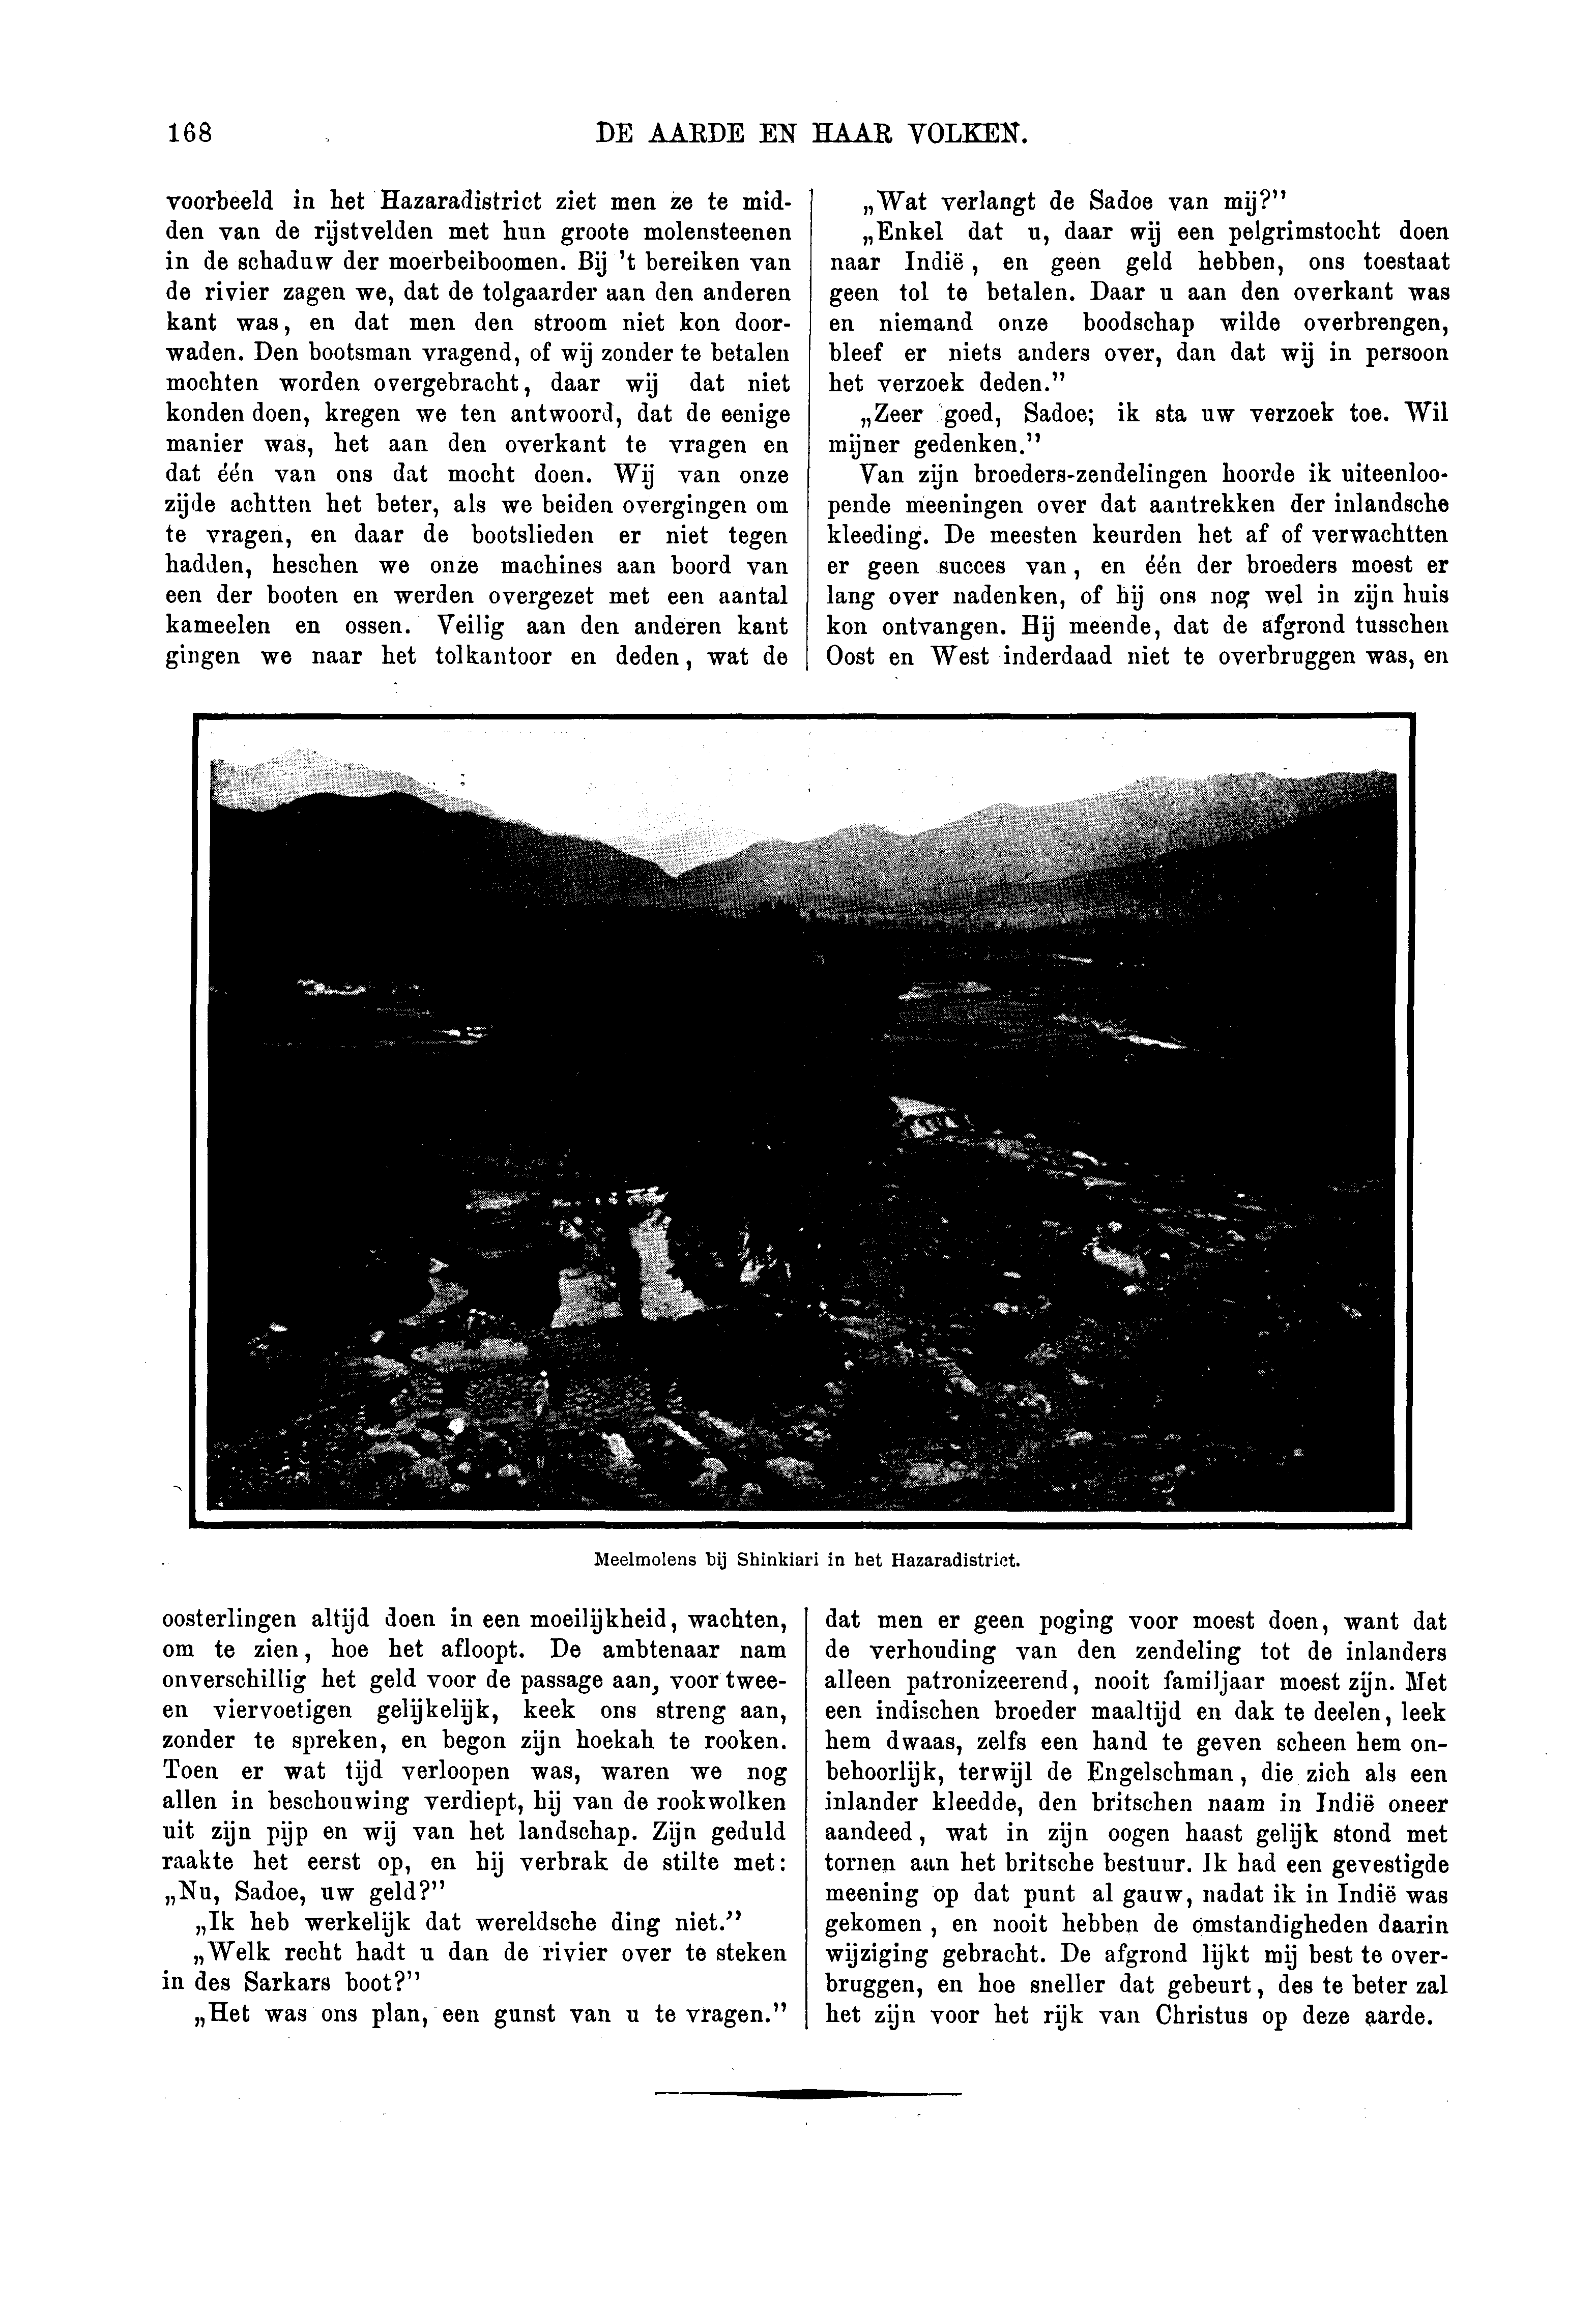 168
DE AARDE EN HAAR VOLKEN.
voorbeeld in het Hazaradistrict ziet men ze te mid-
den van de rijstvelden met hun groote molensteenen
in de schaduw der moerbeiboomen. Bij 't bereiken van
de rivier zagen we, dat de tolgaarder aan den anderen
kant was, en dat men den stroom niet kon door-
waden. Den bootsman vragend, of wij zonder te betalen
mochten worden overgebracht, daar wij dat niet
konden doen, kregen we ten antwoord, dat de eenige
manier was, het aan den overkant te vragen en
dat één van ons dat mocht doen. Wij van onze
zijde achtten het beter, als we beiden overgingen om
te vragen, en daar de bootslieden er niet tegen
hadden, heschen we onze machines aan boord van
een der booten en werden overgezet met een aantal
kameelen en ossen. Veilig aan den anderen kant
gingen we naar het tolkantoor en deden, wat de
oosterlingen altijd doen in een moeilijkheid, wachten,
om te zien, hoe het afloopt. De ambtenaar nam
onverschillig het geld voor de passage aan, voor twee-
en viervoetigen gelijkelijk, keek ons streng aan,
zonder te spreken, en begon zijn hoekah te rooken.
Toen er wat tijd verloopen was, waren we nog
allen in beschouwing verdiept, hij van de rookwolken
uit zijn pijp en wij van het landschap. Zijn geduld
raakte het eerst op, en hij verbrak de stilte met:
„Nu, Sadoe, uw geld?”
„Ik heb werkelijk dat wereldsche ding niet.”
„Welk recht hadt u dan de rivier over te steken
in des Sarkars boot?”
„Het was ons plan, een gunst van u te vragen.”
„Wat verlangt de Sadoe van mij?”
„Enkel dat u, daar wij een pelgrimstocht doen
naar Indië, en geen geld hebben, ons toestaat
geen tol te betalen. Daar u aan den overkant was
en niemand onze boodschap wilde overbrengen,
bleef er niets anders over, dan dat wij in persoon
het verzoek deden.”
„Zeer goed, Sadoe; ik sta uw verzoek toe. Wil
mijner gedenken.”
Van zijn broeders-zendelingen hoorde ik uiteenloo-
pende meeningen over dat aantrekken der inlandsche
kleeding. De meesten keurden het af of verwachtten
er geen succes van, en één der broeders moest er
lang over nadenken, of hij ons nog wel in zijn huis
kon ontvangen. Hij meende, dat de afgrond tusschen
Oost en West inderdaad niet te overbruggen was, en
dat men er geen poging voor moest doen, want dat
de verhouding van den zendeling tot de inlanders
alleen patronizeerend, nooit familjaar moest zijn. Met
een indischen broeder maaltijd en dak te deelen, leek
hem dwaas, zelfs een hand te geven scheen hem on-
behoorlijk, terwijl de Engelschman, die zich als een
inlander kleedde, den britschen naam in Indië oneer
aandeed, wat in zijn oogen haast gelijk stond met
tornen aan het britsche bestuur. Ik had een gevestigde
meening op dat punt al gauw, nadat ik in Indië was
gekomen, en nooit hebben de omstandigheden daarin
wijziging gebracht. De afgrond lijkt mij best te over-
bruggen, en hoe sneller dat gebeurt, des te beter zal
het zijn voor het rijk van Christus op deze aarde.
Meelmolens bij Shinkiari in het Hazaradistrict.